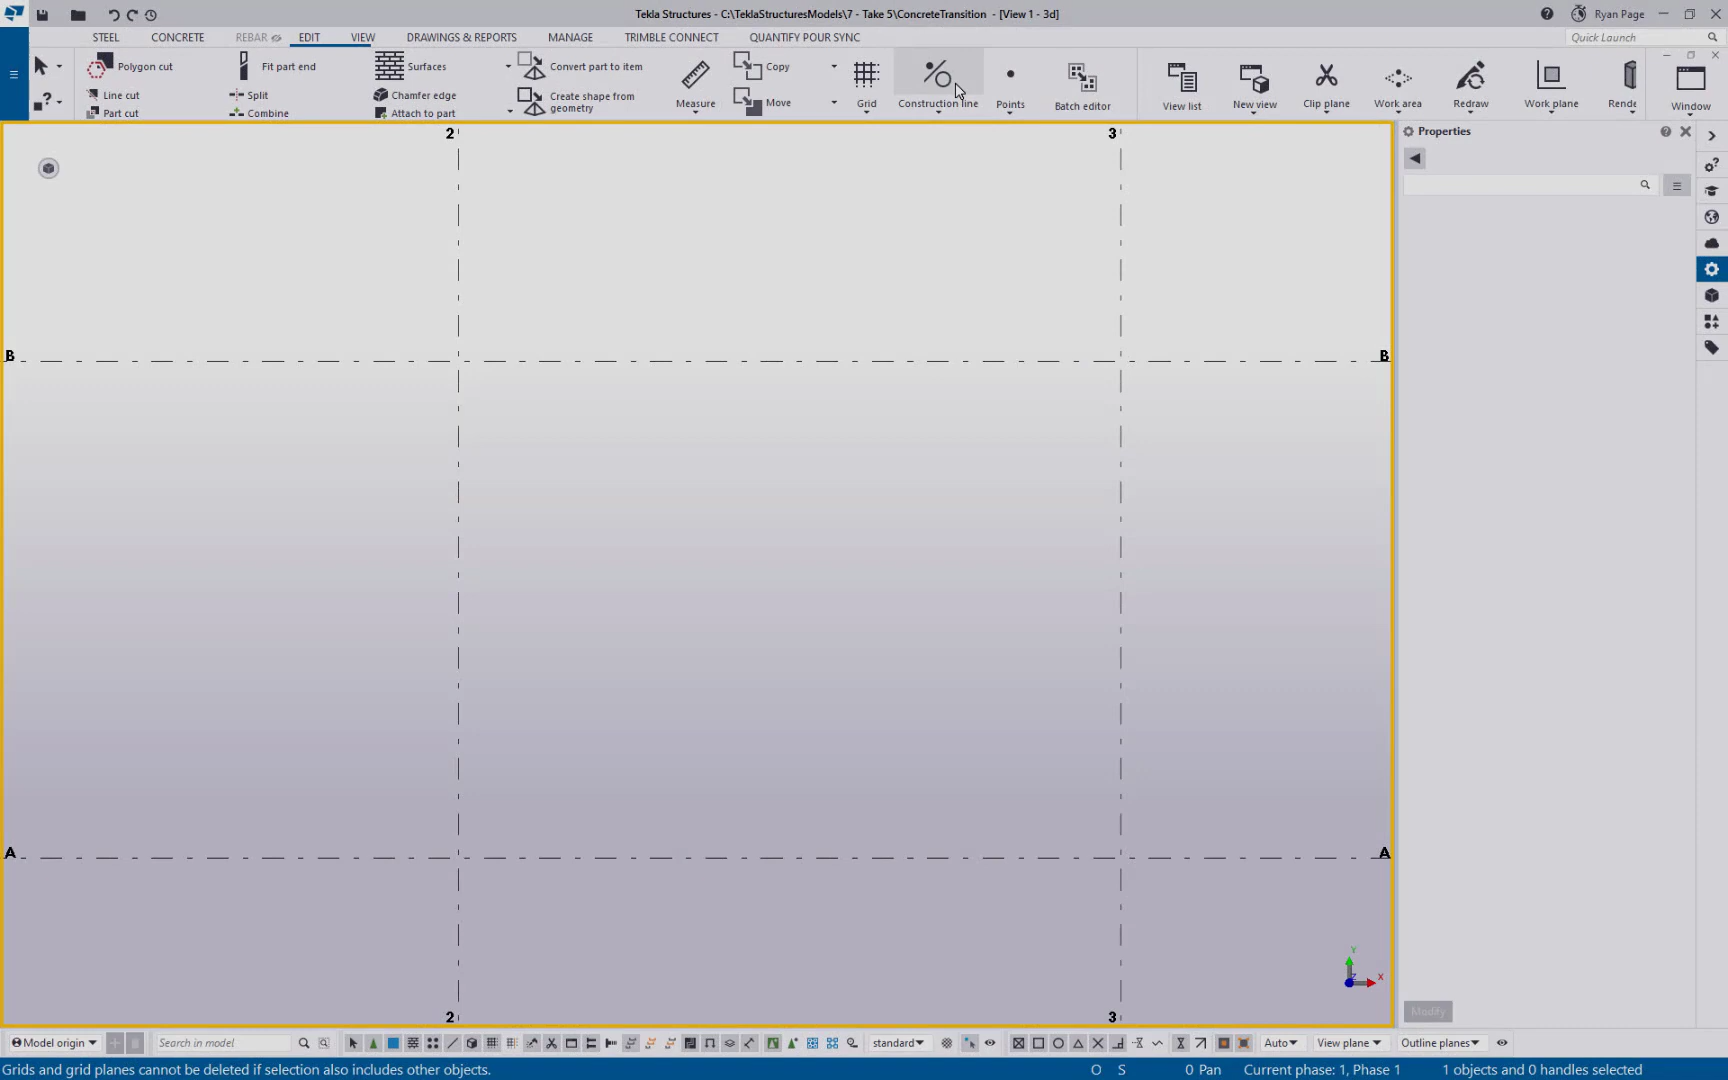 Tekla Structures - C:\TeklaStructuresModels\7 - Take 5\ConcreteTransition - [View 1 - 3d]
Ryan Page
STEEL CONCRETE REBAR EDIT VIEW DRAWINGS & REPORTS MANAGE TRIMBLE CONNECT QUANTIFY POUR SYNC
Quick Launch
Polygon cut
Line cut
Part cut
Fit part end
Split
Combine
Surfaces
Chamfer edge
Attach to part
Convert part to item
Create shape from
geometry
Measure
Copy
Move
Grid
Construction line
Points
Batch editor
View list
New view
Clip plane
Work area
Redraw
Work plane
Rende
Window
Properties
2 3
B B
A A
2 3
Y
X
Z
Modify
Model origin
Search in model
standard
Auto
View plane
Outline planes
Grids and grid planes cannot be deleted if selection also includes other objects.
O S 0 Pan Current phase: 1, Phase 1 1 objects and 0 handles selected